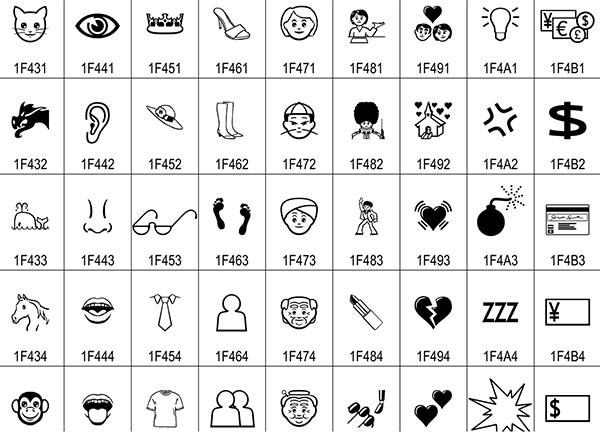 ¥ € $ £
1F431 1F441 1F451 1F461 1F471 1F481 1F491 1F4A1 1F4B1
$
1F432 1F442 1F452 1F462 1F472 1F482 1F492 1F4A2 1F4B2
1F433 1F443 1F453 1F463 1F473 1F483 1F493 1F4A3 1F4B3
ZZZ ¥
1F434 1F444 1F454 1F464 1F474 1F484 1F494 1F4A4 1F4B4
$